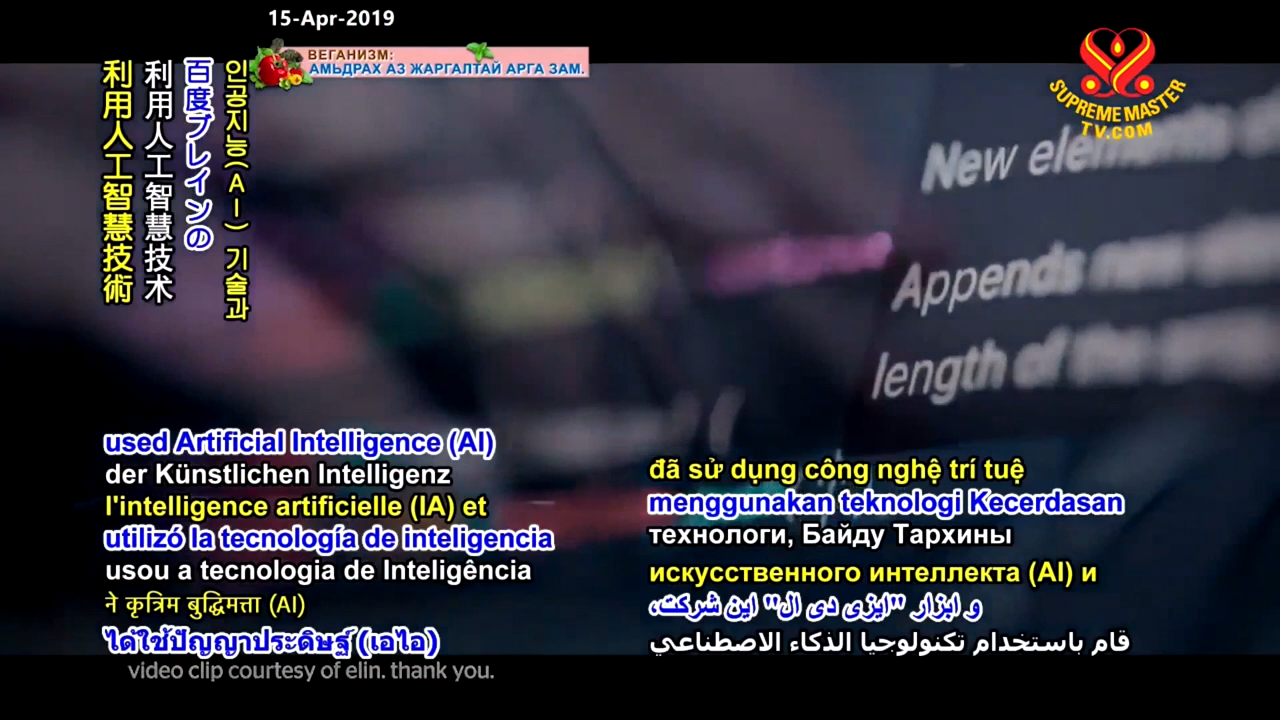 15-Apr-2019
ВЕГАНИЗМ:
АМЬДРАХ АЗ ЖАРГАЛТАЙ АРГА ЗАМ.
SUPREME MASTER
TV.COM
인공지능(AI) 기술과
百度ブレインの
利用人工智慧技术
利用人工智慧技術
New elements of
Appends new
length of the
used Artificial Intelligence (AI)
der Künstlichen Intelligenz
l'intelligence artificielle (IA) et
utilizó la tecnología de inteligencia
usou a tecnologia de Inteligência
ने कृत्रिम बुद्धिमत्ता (AI)
ได้ใช้ปัญญาประดิษฐ์ (เอไอ)
đã sử dụng công nghệ trí tuệ
menggunakan teknologi Kecerdasan
технологи, Байду Тархины
искусственного интеллекта (AI) и
و ابزار "ایزی دی ال" این شرکت،
قام باستخدام تكنولوجيا الذكاء الاصطناعي
video clip courtesy of elin. thank you.